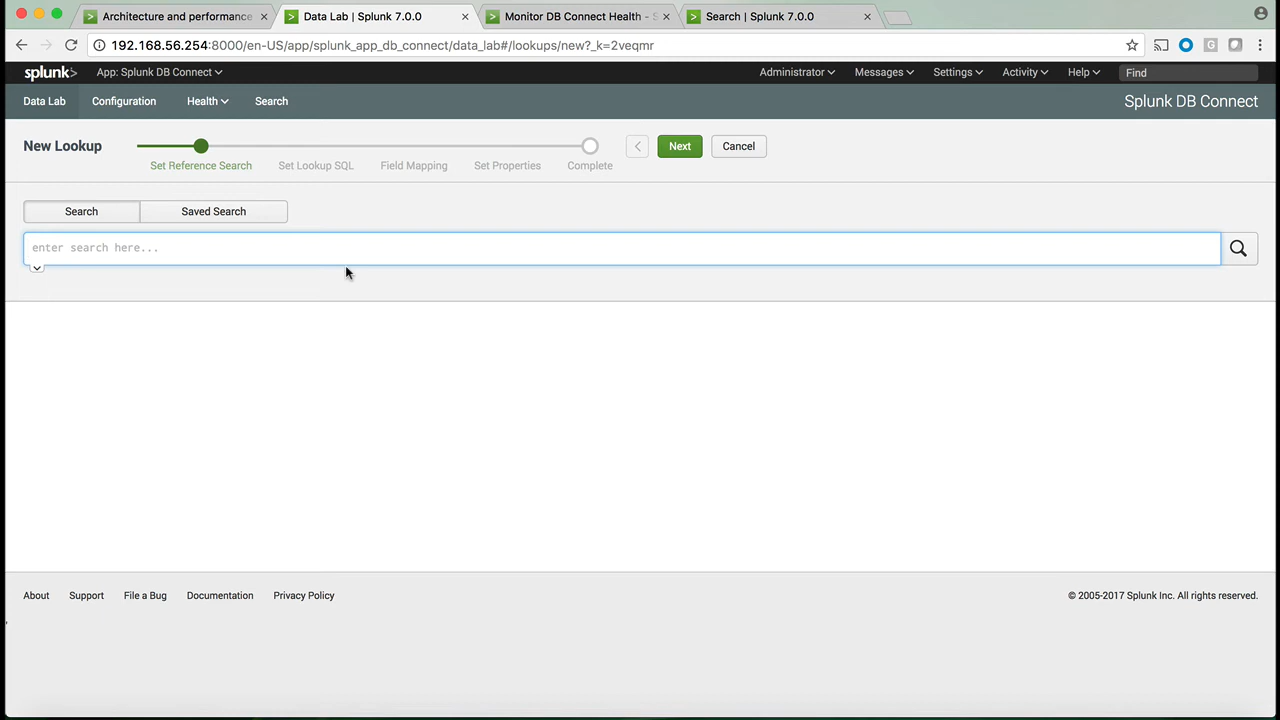 Architecture and performance
Data Lab | Splunk 7.0.0
Monitor DB Connect Health - S
Search | Splunk 7.0.0
192.168.56.254:8000/en-US/app/splunk_app_db_connect/data_lab#/lookups/new?_k=2veqmr
splunk>
App: Splunk DB Connect
Administrator
Messages
Settings
Activity
Help
Find
Data Lab
Configuration
Health
Search
Splunk DB Connect
New Lookup
Set Reference Search
Set Lookup SQL
Field Mapping
Set Properties
Complete
Next
Cancel
Search
Saved Search
enter search here...
About
Support
File a Bug
Documentation
Privacy Policy
© 2005-2017 Splunk Inc. All rights reserved.